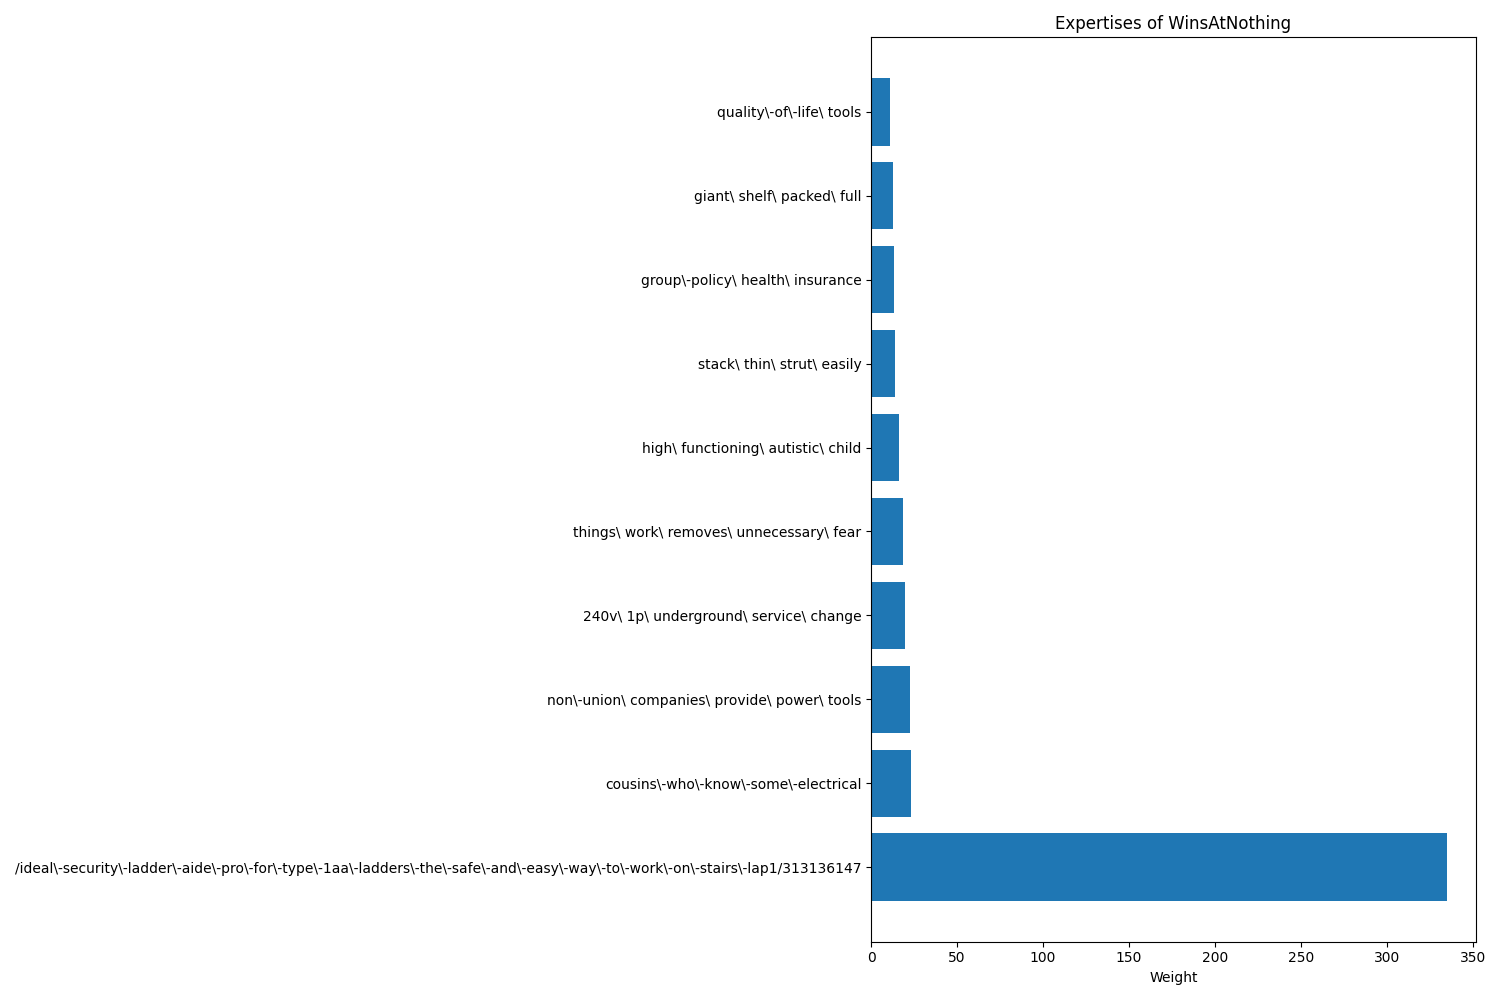 Expertises of WinsAtNothing
quality\-of\-life\ tools
giant\ shelf\ packed\ full
group\-policy\ health\ insurance
stack\ thin\ strut\ easily
high\ functioning\ autistic\ child
things\ work\ removes\ unnecessary\ fear
240v\ 1p\ underground\ service\ change
non\-union\ companies\ provide\ power\ tools
cousins\-who\-know\-some\-electrical
/ideal\-security\-ladder\-aide\-pro\-for\-type\-1aa\-ladders\-the\-safe\-and\-easy\-way\-to\-work\-on\-stairs\-lap1/313136147
0 50 100 150 200 250 300 350
Weight